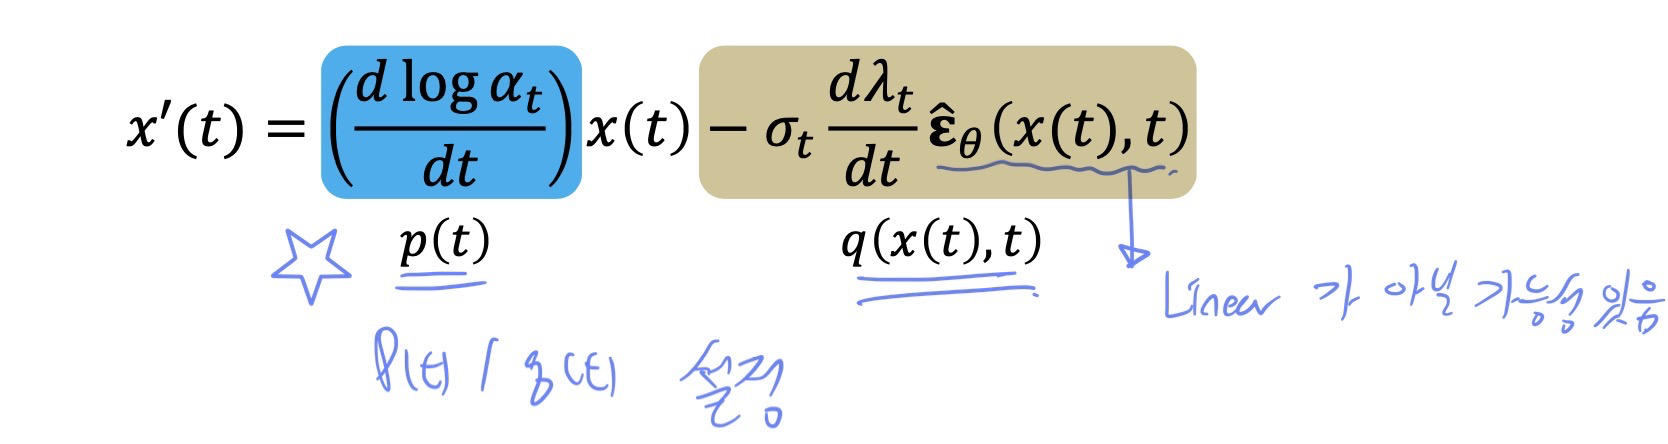 x′(t) = (d log α_t / dt) x(t) − σ_t dλ_t/dt ε̂_θ(x(t), t)
p(t) q(x(t), t)
Linear 가 아닐 가능성 있음
P(t) / q(t) 설정